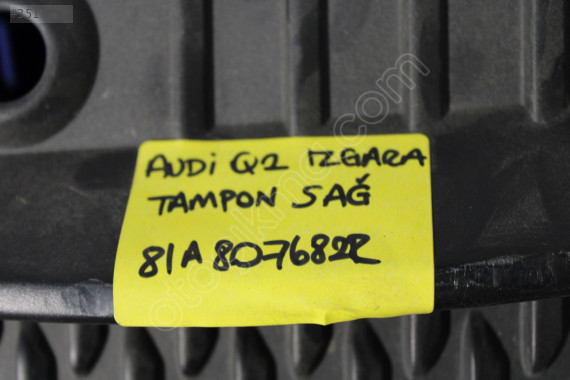 AUDİ Q2 IZGARA
TAMPON SAĞ
81A807682R